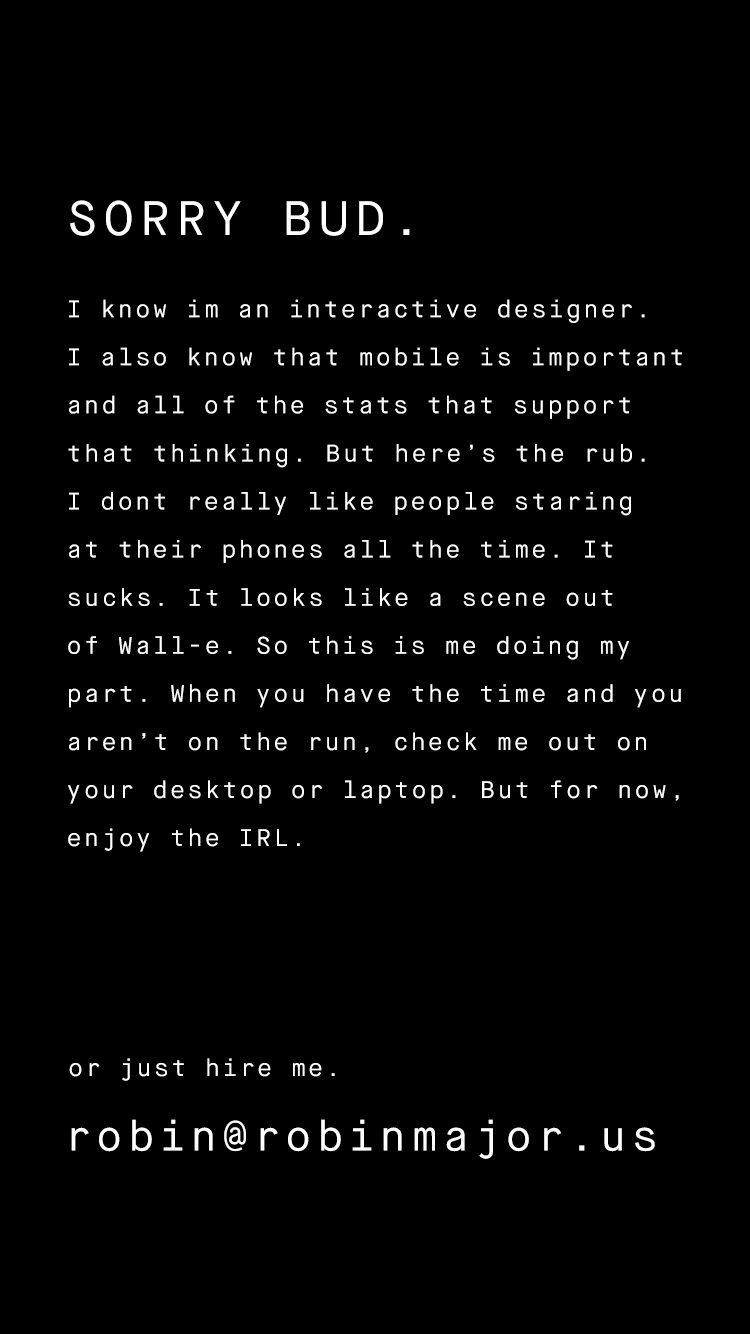 SORRY BUD.
I know im an interactive designer.
I also know that mobile is important
and all of the stats that support
that thinking. But here’s the rub.
I dont really like people staring
at their phones all the time. It
sucks. It looks like a scene out
of Wall-e. So this is me doing my
part. When you have the time and you
aren’t on the run, check me out on
your desktop or laptop. But for now,
enjoy the IRL.
or just hire me.
robin@robinmajor.us